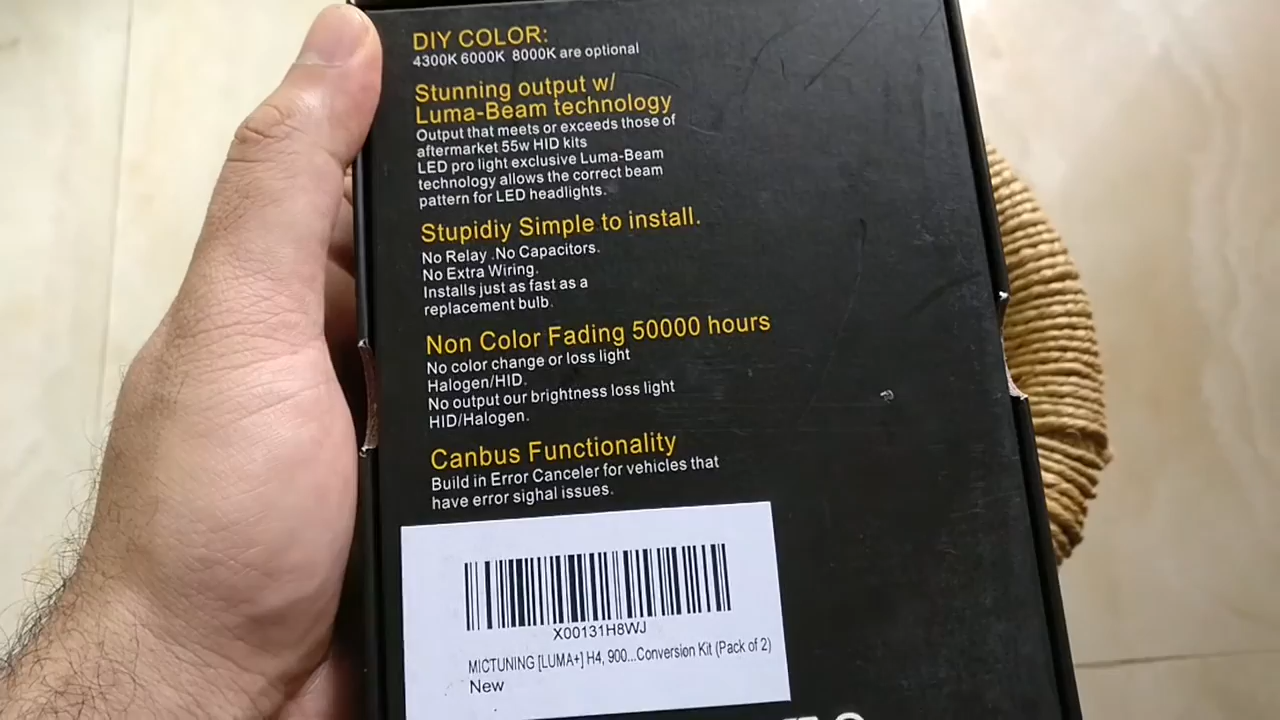 DIY COLOR:
4300K 6000K 8000K are optional
Stunning output w/
Luma-Beam technology
Output that meets or exceeds those of
aftermarket 55w HID kits
LED pro light exclusive Luma-Beam
technology allows the correct beam
pattern for LED headlights.
Stupidiy Simple to install.
No Relay .No Capacitors.
No Extra Wiring.
Installs just as fast as a
replacement bulb.
Non Color Fading 50000 hours
No color change or loss light
Halogen/HID.
No output our brightness loss light
HID/Halogen.
Canbus Functionality
Build in Error Canceler for vehicles that
have error sighal issues.
X00131H8WJ
MICTUNING [LUMA+] H4, 900...Conversion Kit (Pack of 2)
New